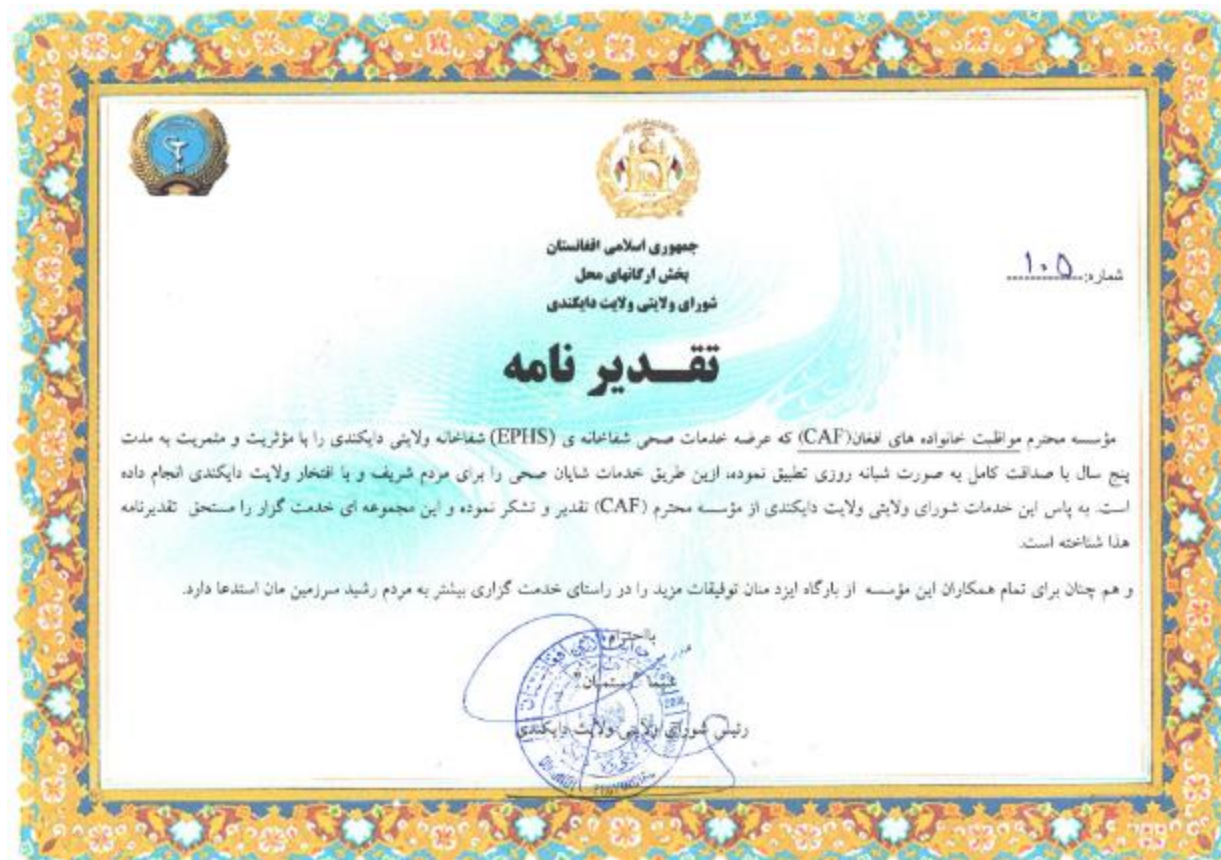 جمهوری اسلامی افغانستان
بخش ارگانهای محل
شورای ولایتی ولایت دایکندی
شماره: ۱۰۵
تقــدیر نامه
مؤسسه محترم مواظبت خانواده های افغان(CAF) که عرضه خدمات صحی شفاخانه ی (EPHS) شفاخانه ولایتی دایکندی را با مؤثریت و مثمریت به مدت
پنج سال با صداقت کامل به صورت شبانه روزی تطبیق نموده، ازین طریق خدمات شایان صحی را برای مردم شریف و با افتخار ولایت دایکندی انجام داده
است. به پاس این خدمات شورای ولایتی ولایت دایکندی از مؤسسه محترم (CAF) تقدیر و تشکر نموده و این مجموعه ای خدمت گزار را مستحق تقدیرنامه
هذا شناخته است.
و هم چنان برای تمام همکاران این مؤسسه از بارگاه ایزد منان توفیقات مزید را در راستای خدمت گزاری بیشتر به مردم رشید سرزمین مان استدعا دارد.
بااحترام
رئیس شورای ولایتی ولایت دایکندی